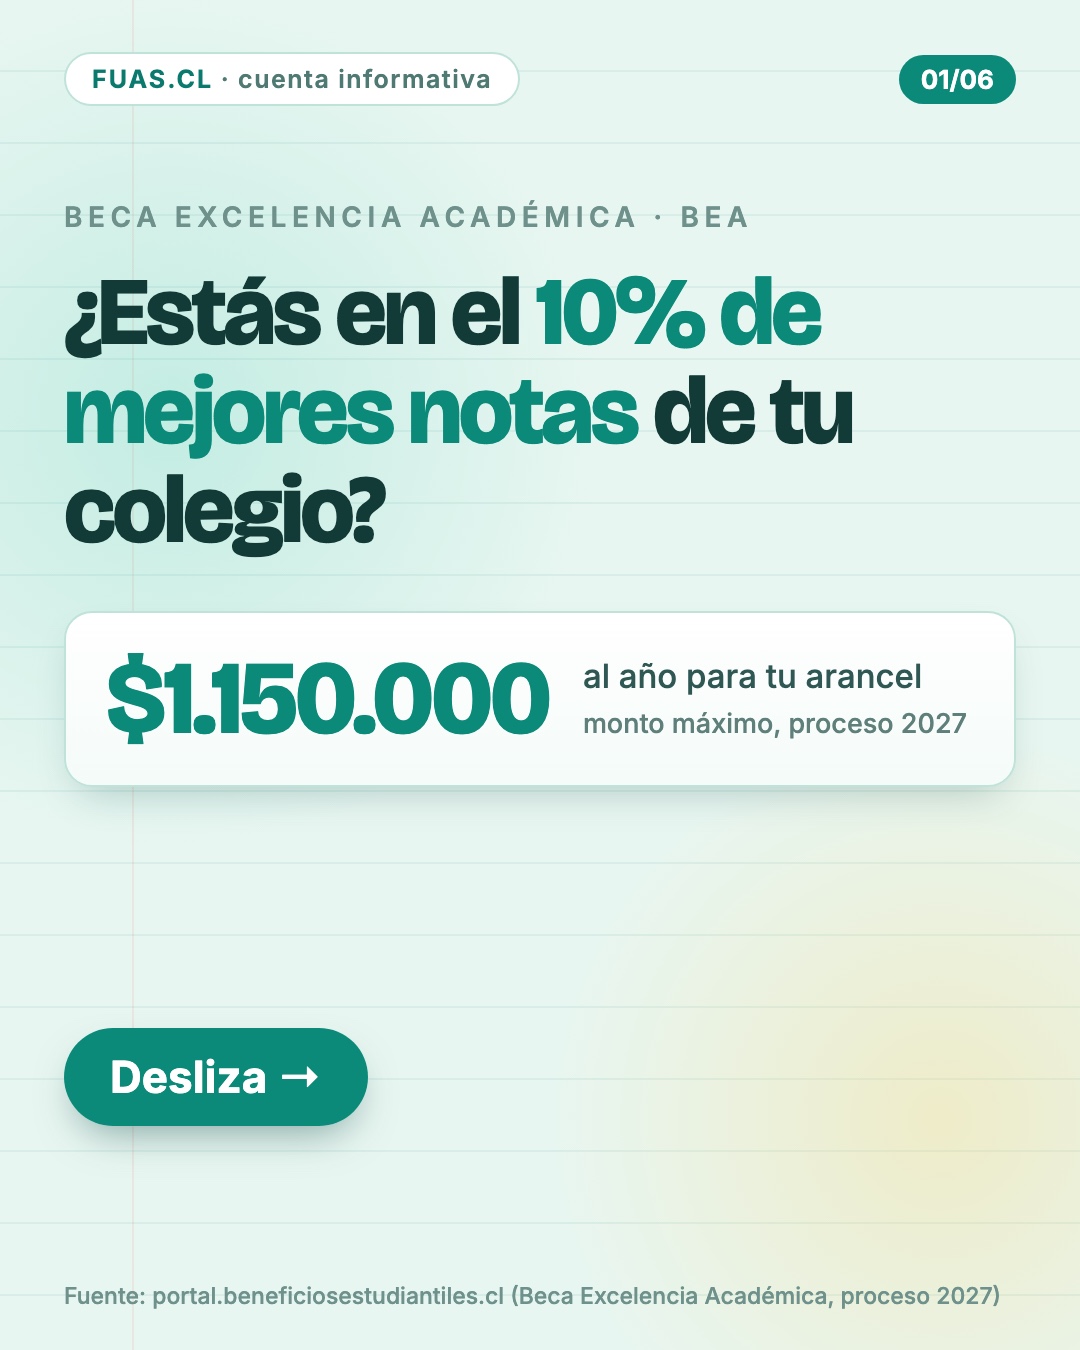 FUAS.CL · cuenta informativa
01/06
BECA EXCELENCIA ACADÉMICA · BEA
¿Estás en el 10% de
mejores notas de tu
colegio?
$1.150.000
al año para tu arancel
monto máximo, proceso 2027
Desliza →
Fuente: portal.beneficiosestudiantiles.cl (Beca Excelencia Académica, proceso 2027)